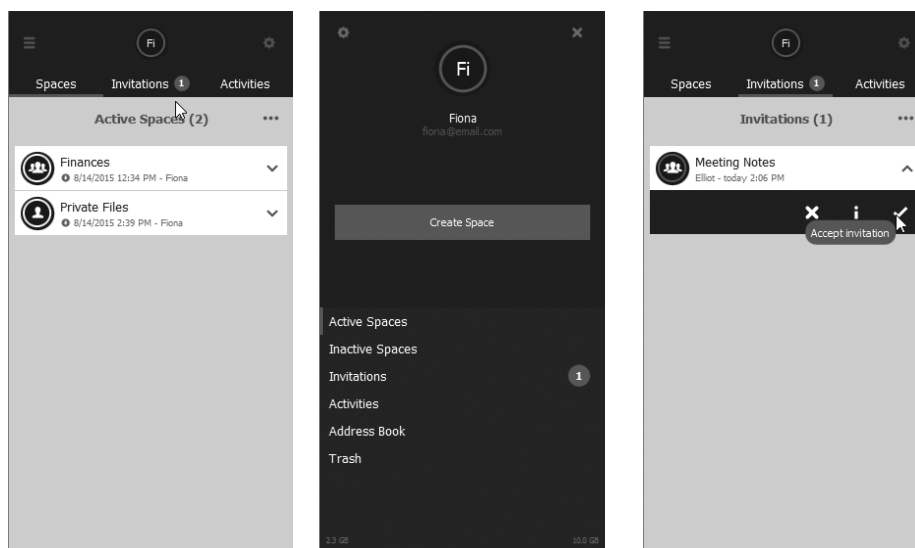 Fi
Spaces Invitations 1 Activities
Active Spaces (2)
Finances
8/14/2015 12:34 PM - Fiona
Private Files
8/14/2015 2:39 PM - Fiona
Fi
Fiona
fiona@email.com
Create Space
Active Spaces
Inactive Spaces
Invitations 1
Activities
Address Book
Trash
2.3 GB 10.0 GB
Fi
Spaces Invitations 1 Activities
Invitations (1)
Meeting Notes
Elliot - today 2:06 PM
Accept invitation